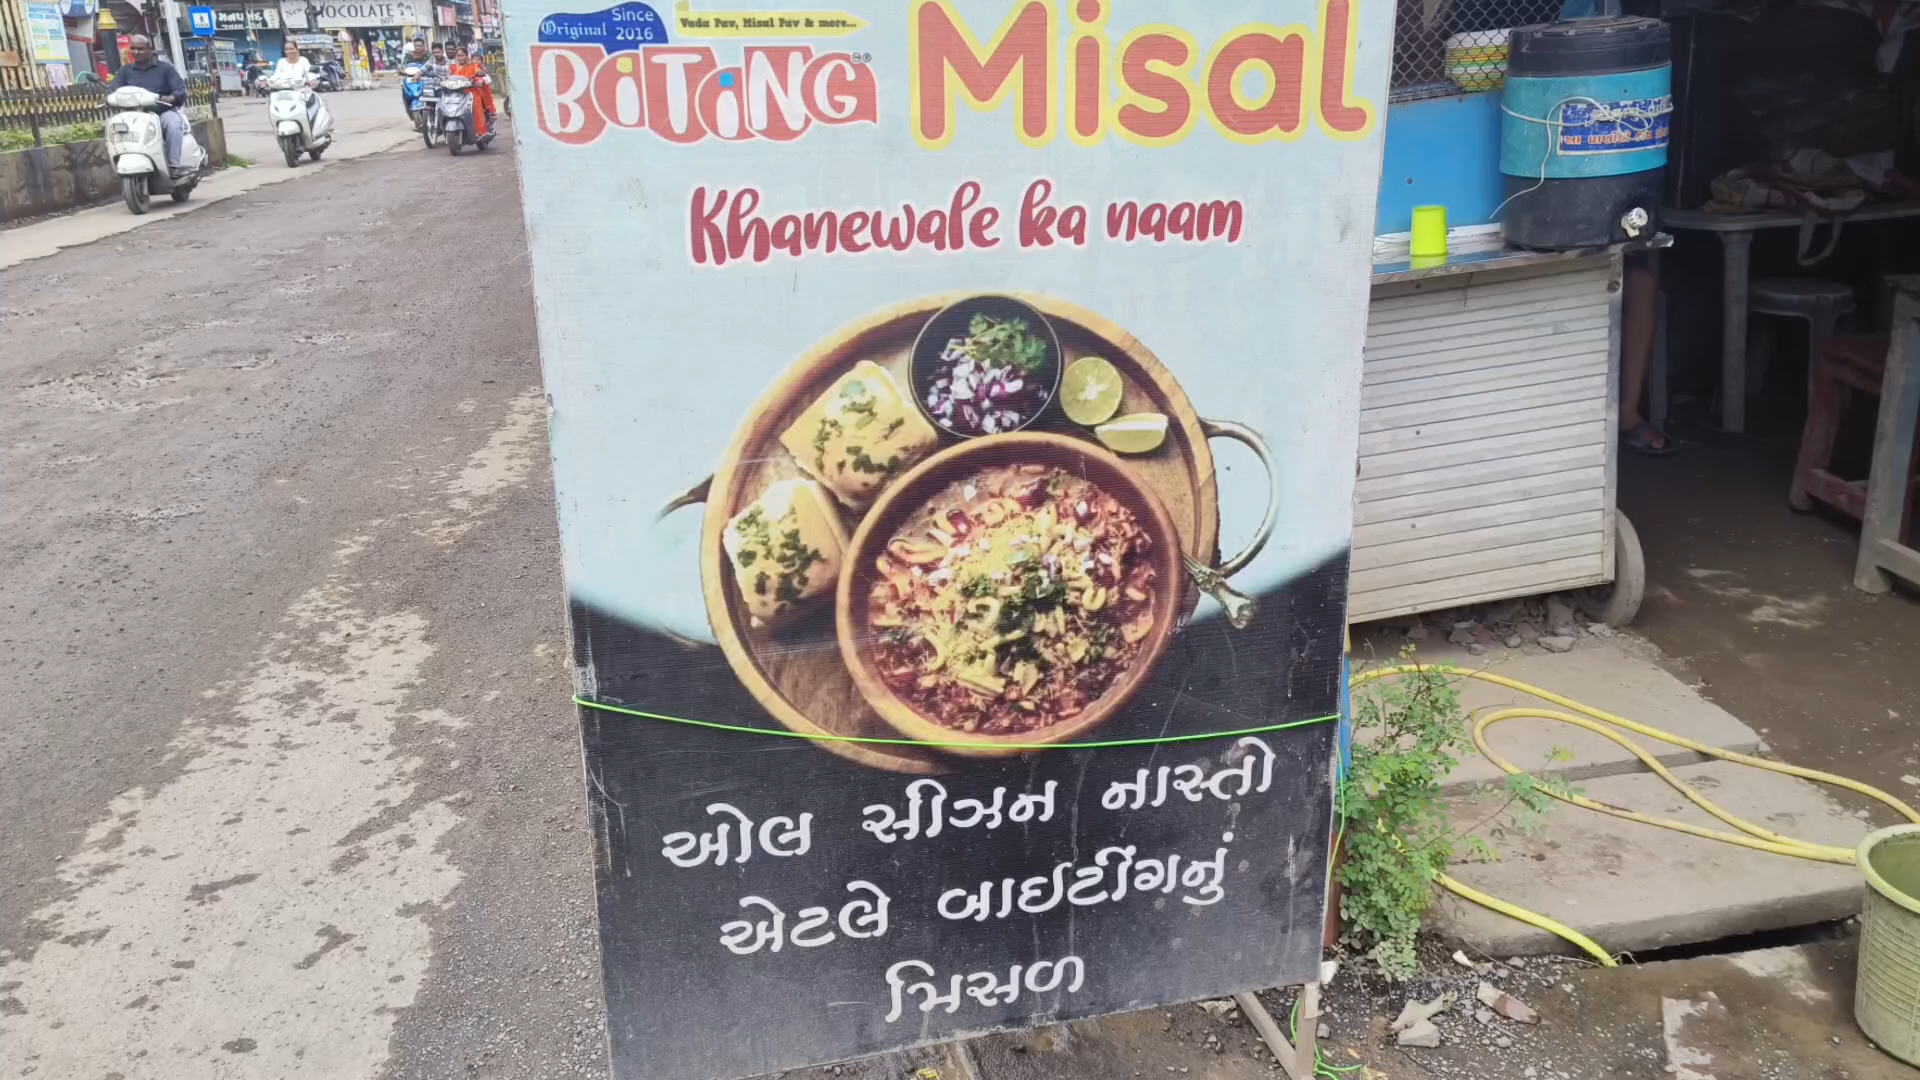 Original
Since
2016
Vada Pav, Misal Pav & more...
BiTiNG
Misal
Khanewale ka naam
ઓલ સીઝન નાસ્તો
એટલે બાઈટીંગનું
મિસળ
CHOCOLATE